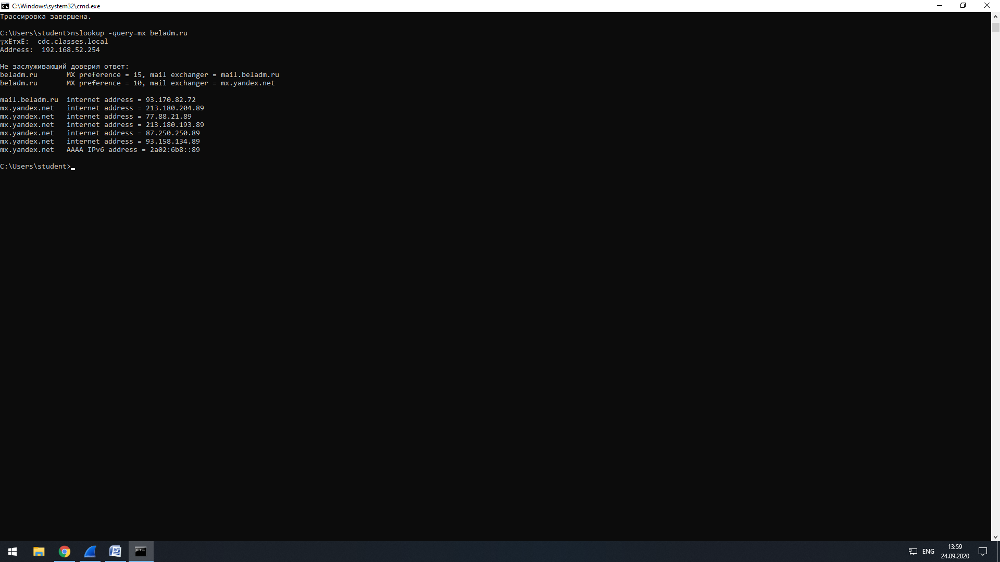 C:\Windows\system32\cmd.exe
Трассировка завершена.
C:\Users\student>nslookup -query=mx beladm.ru
╤хЁтхЁ:  cdc.classes.local
Address:  192.168.52.254
Не заслуживающий доверия ответ:
beladm.ru       MX preference = 15, mail exchanger = mail.beladm.ru
beladm.ru       MX preference = 10, mail exchanger = mx.yandex.net
mail.beladm.ru  internet address = 93.170.82.72
mx.yandex.net   internet address = 213.180.204.89
mx.yandex.net   internet address = 77.88.21.89
mx.yandex.net   internet address = 213.180.193.89
mx.yandex.net   internet address = 87.250.250.89
mx.yandex.net   internet address = 93.158.134.89
mx.yandex.net   AAAA IPv6 address = 2a02:6b8::89
C:\Users\student>
ENG
13:59
24.09.2020